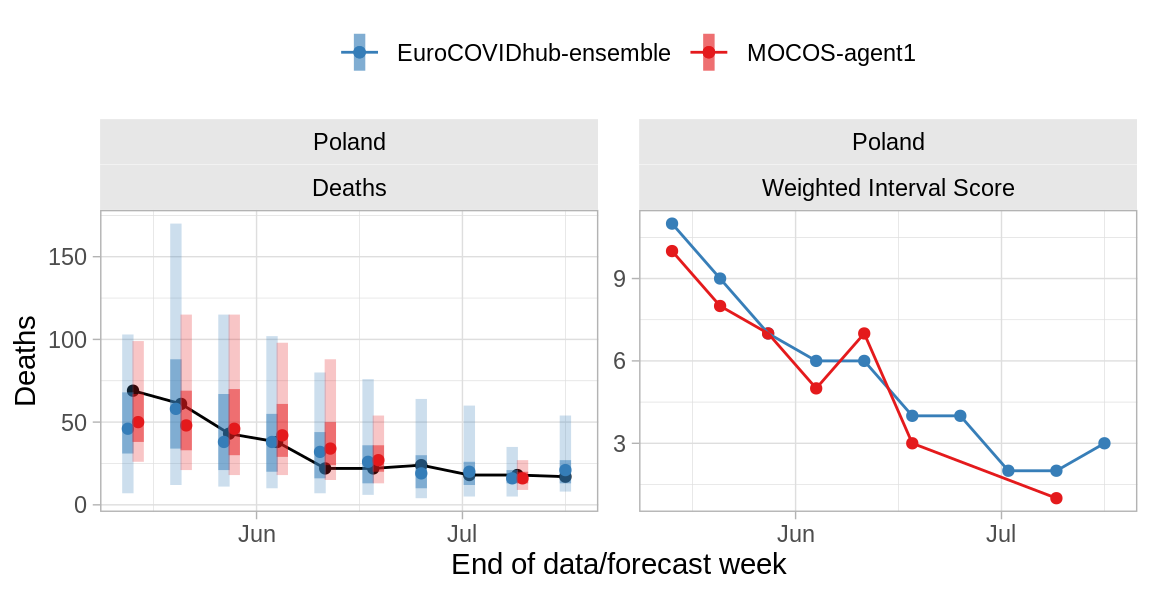 EuroCOVIDhub-ensemble MOCOS-agent1
Poland
Deaths
Poland
Weighted Interval Score
Deaths
150
100
50
0
Jun Jul
9
6
3
Jun Jul
End of data/forecast week